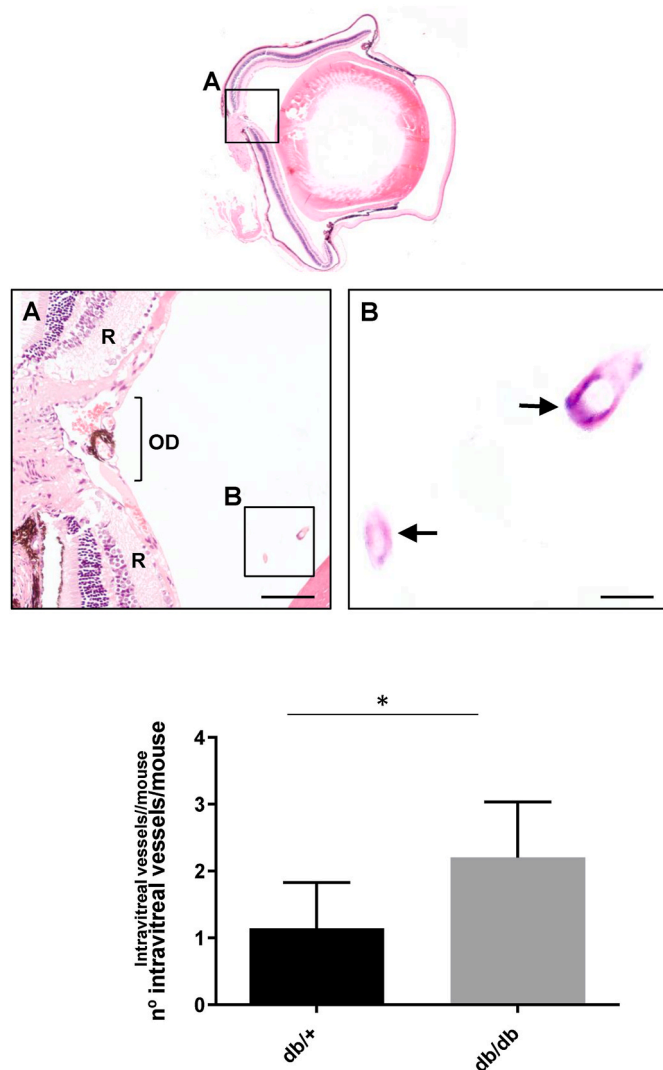 A
A
R
OD
B
R
B
*
Intravitreal vessels//mouse
nº intravitreal vessels/mouse
4
3
2
1
0
db/+
db/db